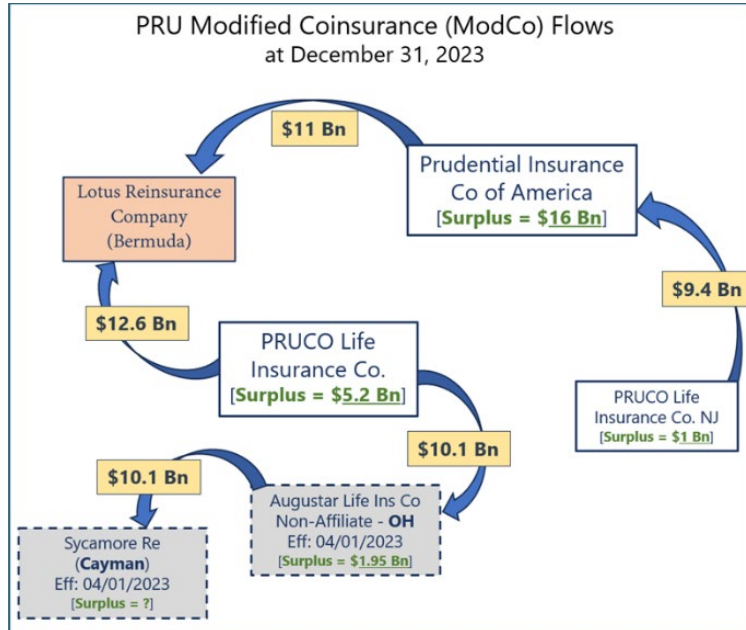 PRU Modified Coinsurance (ModCo) Flows
at December 31, 2023
$11 Bn
Prudential Insurance
Co of America
[Surplus = $16 Bn]
Lotus Reinsurance
Company
(Bermuda)
$9.4 Bn
$12.6 Bn
PRUCO Life
Insurance Co.
[Surplus = $5.2 Bn]
PRUCO Life
Insurance Co. NJ
[Surplus = $1 Bn]
$10.1 Bn
$10.1 Bn
Augustar Life Ins Co
Non-Affiliate - OH
Eff: 04/01/2023
[Surplus = $1.95 Bn]
Sycamore Re
(Cayman)
Eff: 04/01/2023
[Surplus = ?]